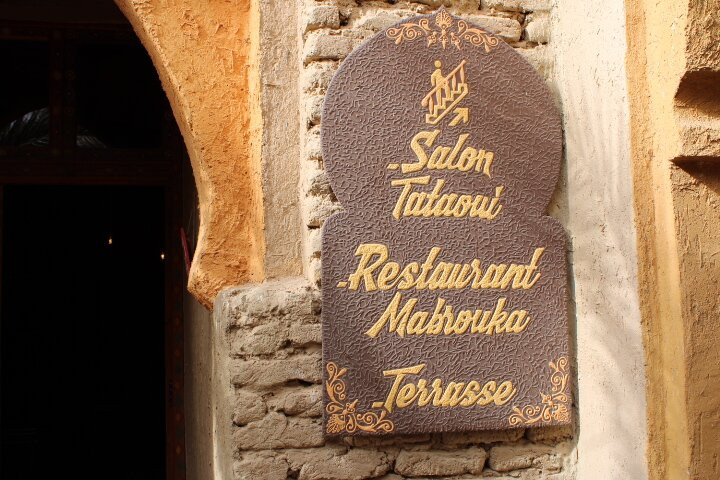 -Salon
Tataoui
-Restaurant
Mabrouka
-Terrasse